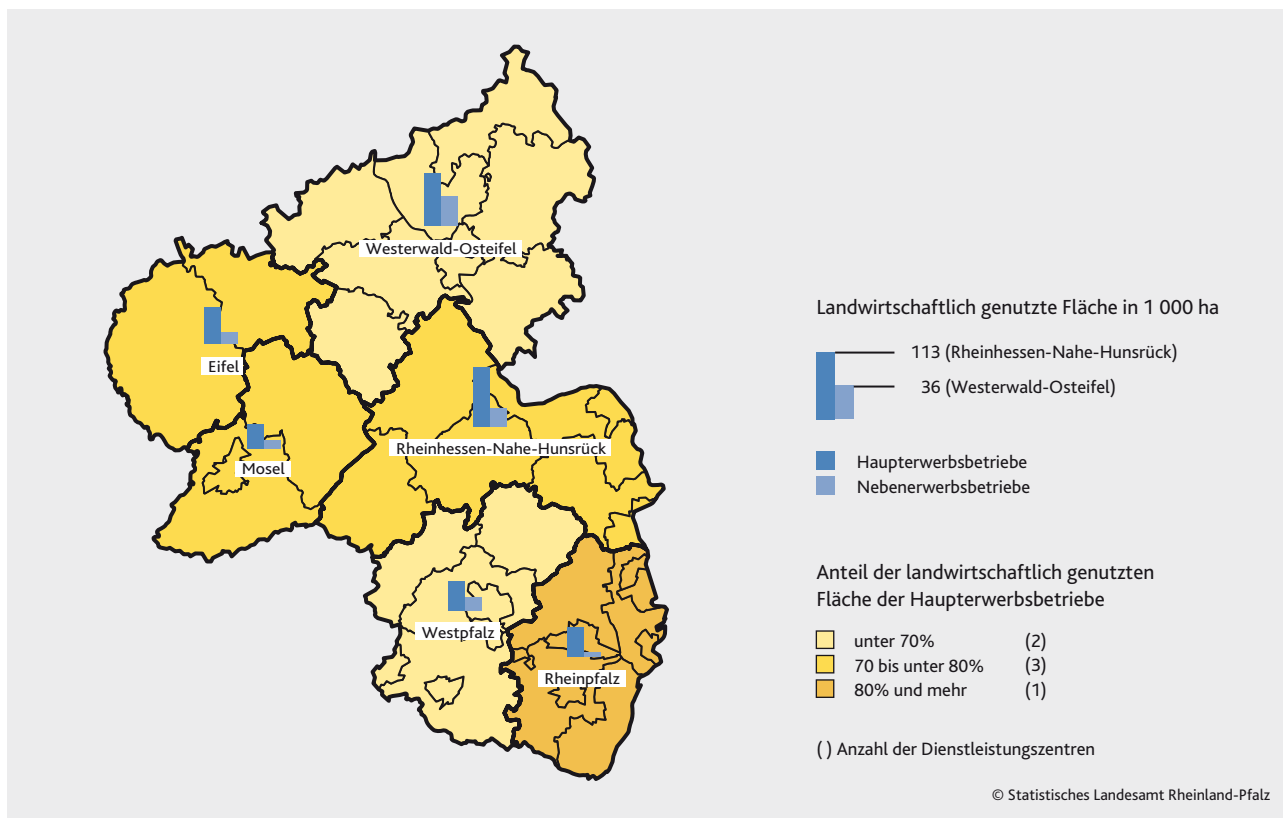 Westerwald-Osteifel
Eifel
Mosel
Rheinhessen-Nahe-Hunsrück
Westpfalz
Rheinpfalz
Landwirtschaftlich genutzte Fläche in 1 000 ha
113 (Rheinhessen-Nahe-Hunsrück)
36 (Westerwald-Osteifel)
Haupterwerbsbetriebe
Nebenerwerbsbetriebe
Anteil der landwirtschaftlich genutzten
Fläche der Haupterwerbsbetriebe
unter 70% (2)
70 bis unter 80% (3)
80% und mehr (1)
( ) Anzahl der Dienstleistungszentren
© Statistisches Landesamt Rheinland-Pfalz